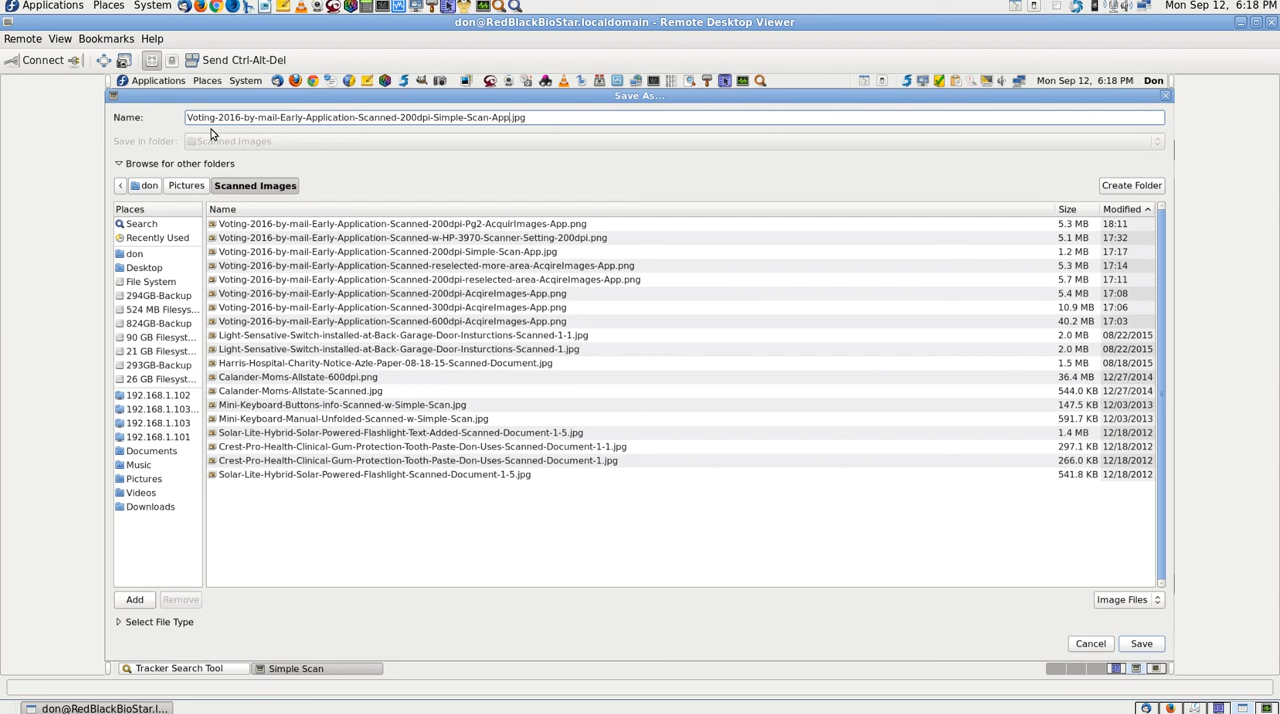 Applications Places System Mon Sep 12, 6:18 PM
don@RedBlackBioStar.localdomain - Remote Desktop Viewer
Remote View Bookmarks Help
Connect Send Ctrl-Alt-Del
Applications Places System Mon Sep 12, 6:18 PM Don
Save As...
Name: Voting-2016-by-mail-Early-Application-Scanned-200dpi-Simple-Scan-App.jpg
Save in folder: Scanned Images
Browse for other folders
don Pictures Scanned Images Create Folder
Places Name Size Modified
Search Voting-2016-by-mail-Early-Application-Scanned-200dpi-Pg2-AcquirImages-App.png 5.3 MB 18:11
Recently Used Voting-2016-by-mail-Early-Application-Scanned-w-HP-3970-Scanner-Setting-200dpi.png 5.1 MB 17:32
don Voting-2016-by-mail-Early-Application-Scanned-200dpi-Simple-Scan-App.jpg 1.2 MB 17:17
Desktop Voting-2016-by-mail-Early-Application-Scanned-reselected-more-area-AcqireImages-App.png 5.3 MB 17:14
File System Voting-2016-by-mail-Early-Application-Scanned-200dpi-reselected-area-AcqireImages-App.png 5.7 MB 17:11
294GB-Backup Voting-2016-by-mail-Early-Application-Scanned-200dpi-AcqireImages-App.png 5.4 MB 17:08
524 MB Filesys... Voting-2016-by-mail-Early-Application-Scanned-300dpi-AcqireImages-App.png 10.9 MB 17:06
824GB-Backup Voting-2016-by-mail-Early-Application-Scanned-600dpi-AcqireImages-App.png 40.2 MB 17:03
90 GB Filesyst... Light-Sensative-Switch-installed-at-Back-Garage-Door-Insturctions-Scanned-1-1.jpg 2.0 MB 08/22/2015
21 GB Filesyst... Light-Sensative-Switch-installed-at-Back-Garage-Door-Insturctions-Scanned-1.jpg 2.0 MB 08/22/2015
293GB-Backup Harris-Hospital-Charity-Notice-Azle-Paper-08-18-15-Scanned-Document.jpg 1.5 MB 08/18/2015
26 GB Filesyst... Calander-Moms-Allstate-600dpi.png 36.4 MB 12/27/2014
192.168.1.102 Calander-Moms-Allstate-Scanned.jpg 544.0 KB 12/27/2014
192.168.1.103... Mini-Keyboard-Buttons-info-Scanned-w-Simple-Scan.jpg 147.5 KB 12/03/2013
192.168.1.103 Mini-Keyboard-Manual-Unfolded-Scanned-w-Simple-Scan.jpg 591.7 KB 12/03/2013
192.168.1.101 Solar-Lite-Hybrid-Solar-Powered-Flashlight-Text-Added-Scanned-Document-1-5.jpg 1.4 MB 12/18/2012
Documents Crest-Pro-Health-Clinical-Gum-Protection-Tooth-Paste-Don-Uses-Scanned-Document-1-1.jpg 297.1 KB 12/18/2012
Music Crest-Pro-Health-Clinical-Gum-Protection-Tooth-Paste-Don-Uses-Scanned-Document-1.jpg 266.0 KB 12/18/2012
Pictures Solar-Lite-Hybrid-Solar-Powered-Flashlight-Scanned-Document-1-5.jpg 541.8 KB 12/18/2012
Videos
Downloads
Add Remove Image Files
Select File Type
Cancel Save
Tracker Search Tool Simple Scan
don@RedBlackBioStar.l...